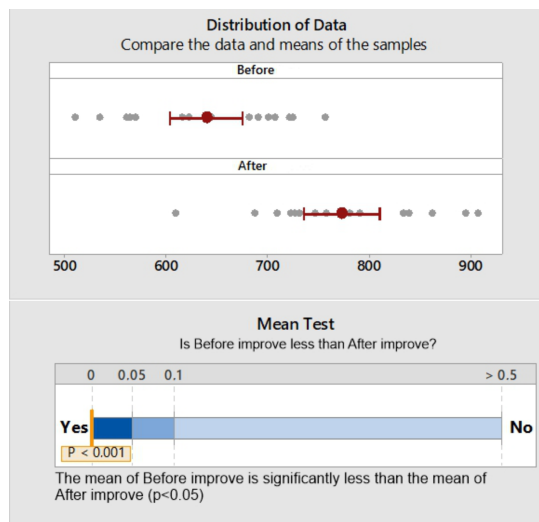 Distribution of Data
Compare the data and means of the samples
Before
After
500 600 700 800 900
Mean Test
Is Before improve less than After improve?
0 0.05 0.1 > 0.5
Yes No
P < 0.001
The mean of Before improve is significantly less than the mean of
After improve (p<0.05)